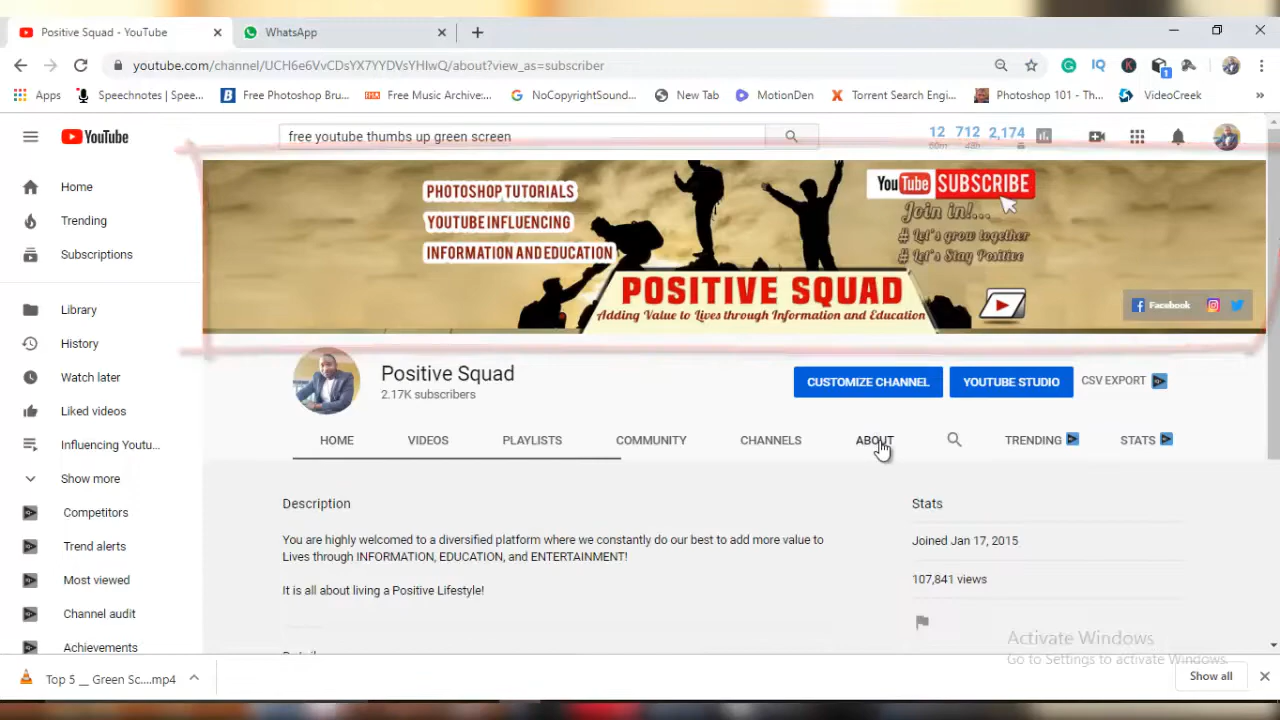 Positive Squad - YouTube
WhatsApp
youtube.com/channel/UCH6e6VvCDsYX7YYDVsYHlwQ/about?view_as=subscriber
Apps
Speechnotes | Spee...
Free Photoshop Bru...
Free Music Archive:...
NoCopyrightSound...
New Tab
MotionDen
Torrent Search Engi...
Photoshop 101 - Th...
VideoCreek
»
YouTube
free youtube thumbs up green screen
12 712 2,174
60m 48h
Home
Trending
Subscriptions
Library
History
Watch later
Liked videos
Influencing Youtu...
Show more
Competitors
Trend alerts
Most viewed
Channel audit
Achievements
PHOTOSHOP TUTORIALS
YOUTUBE INFLUENCING
INFORMATION AND EDUCATION
YouTube SUBSCRIBE
Join in!...
# Let's grow together
# Let's Stay Positive
POSITIVE SQUAD
Adding Value to Lives through Information and Education
Facebook
Positive Squad
2.17K subscribers
CUSTOMIZE CHANNEL
YOUTUBE STUDIO
CSV EXPORT
HOME
VIDEOS
PLAYLISTS
COMMUNITY
CHANNELS
ABOUT
TRENDING
STATS
Description
You are highly welcomed to a diversified platform where we constantly do our best to add more value to
Lives through INFORMATION, EDUCATION, and ENTERTAINMENT!
It is all about living a Positive Lifestyle!
Stats
Joined Jan 17, 2015
107,841 views
Activate Windows
Go to Settings to activate Windows.
Top 5 __ Green Sc....mp4
Show all